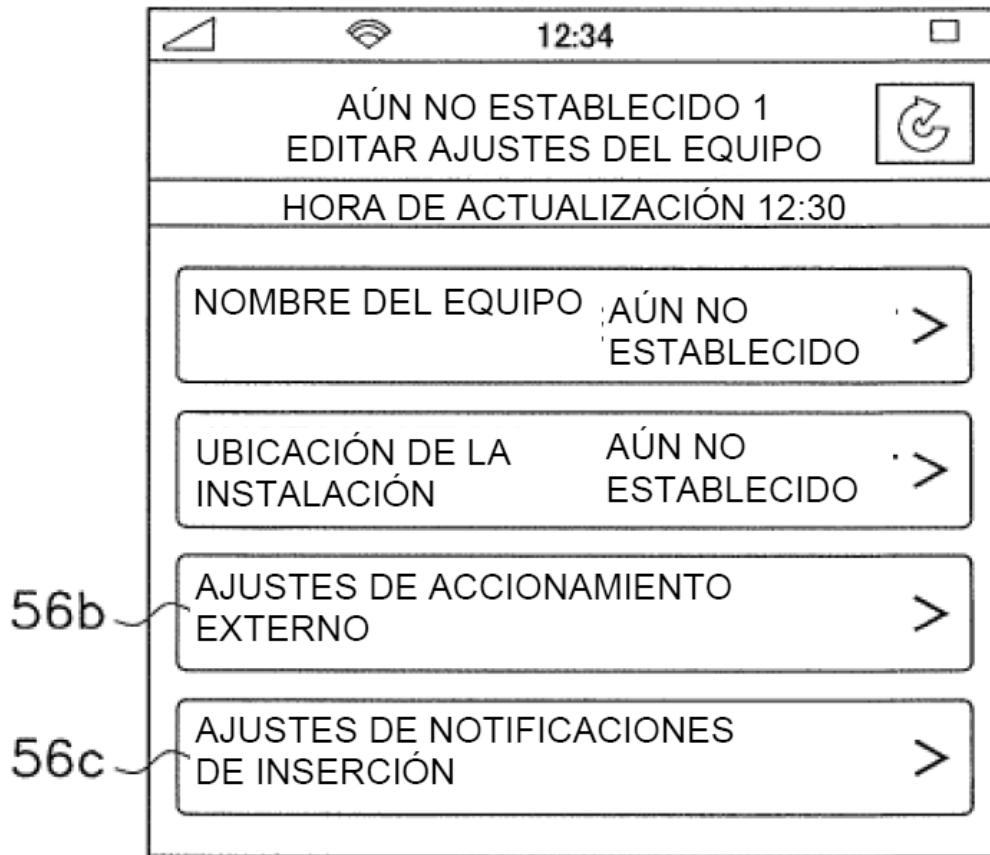 12:34
AÚN NO ESTABLECIDO 1
EDITAR AJUSTES DEL EQUIPO
HORA DE ACTUALIZACIÓN 12:30
NOMBRE DEL EQUIPO AÚN NO
ESTABLECIDO >
UBICACIÓN DE LA AÚN NO
INSTALACIÓN ESTABLECIDO >
56b AJUSTES DE ACCIONAMIENTO
EXTERNO >
56c AJUSTES DE NOTIFICACIONES
DE INSERCIÓN >